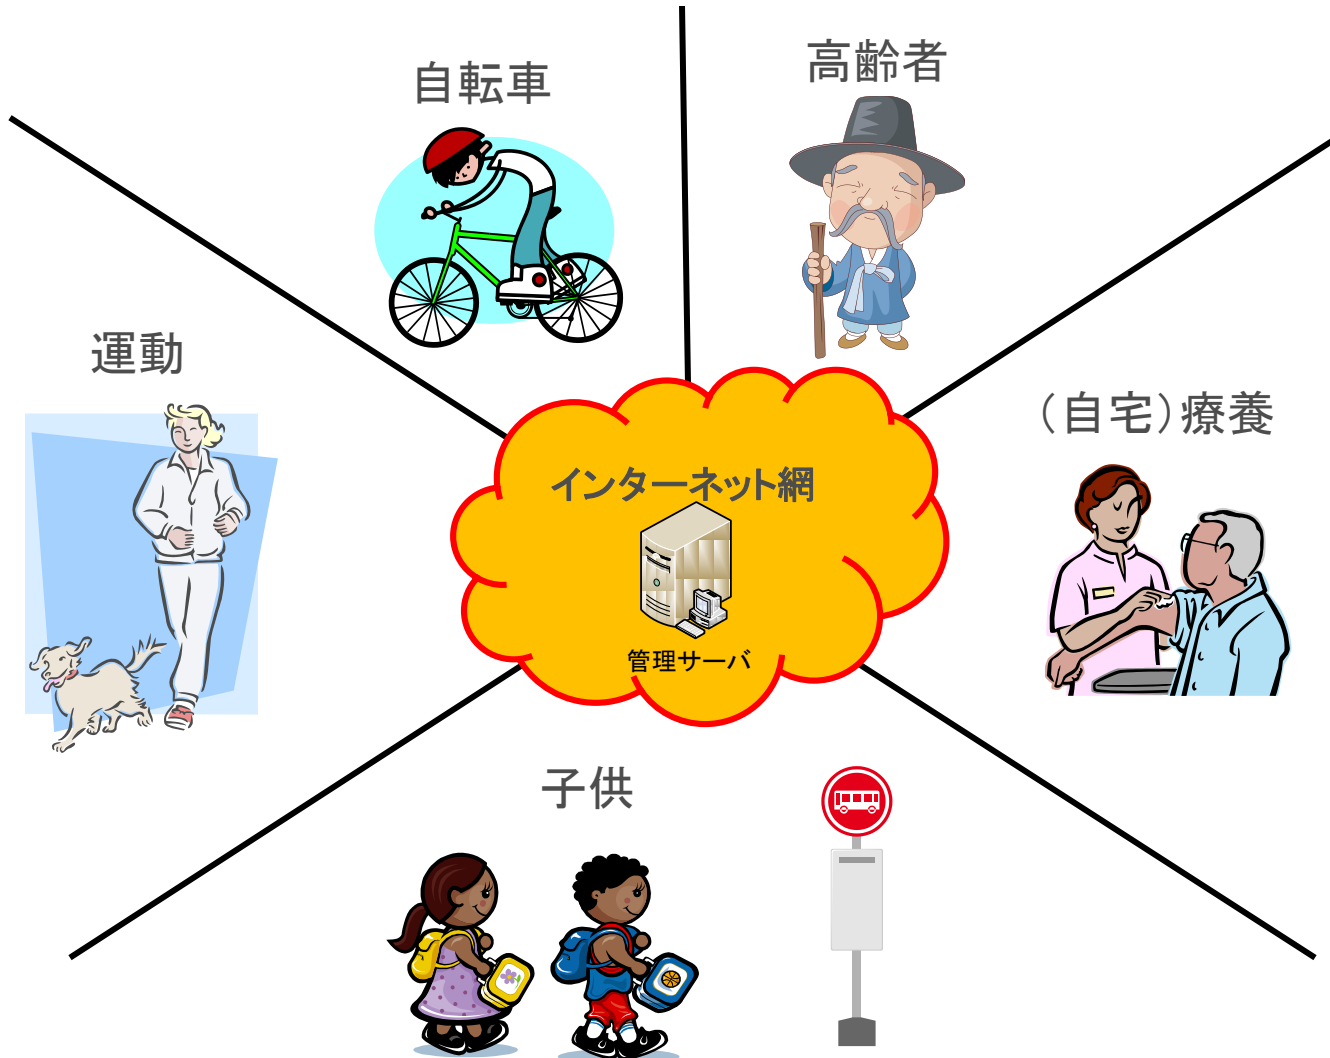 高齢者
自転車
運動
（自宅）療養
インターネット網
管理サーバ
子供